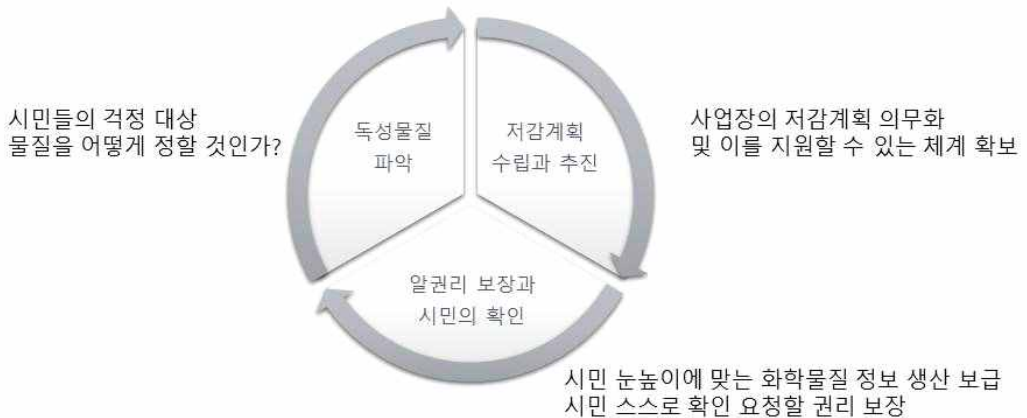 시민들의 걱정 대상
물질을 어떻게 정할 것인가?
독성물질
파악
저감계획
수립과 추진
사업장의 저감계획 의무화
및 이를 지원할 수 있는 체계 확보
알권리 보장과
시민의 확인
시민 눈높이에 맞는 화학물질 정보 생산 보급
시민 스스로 확인 요청할 권리 보장